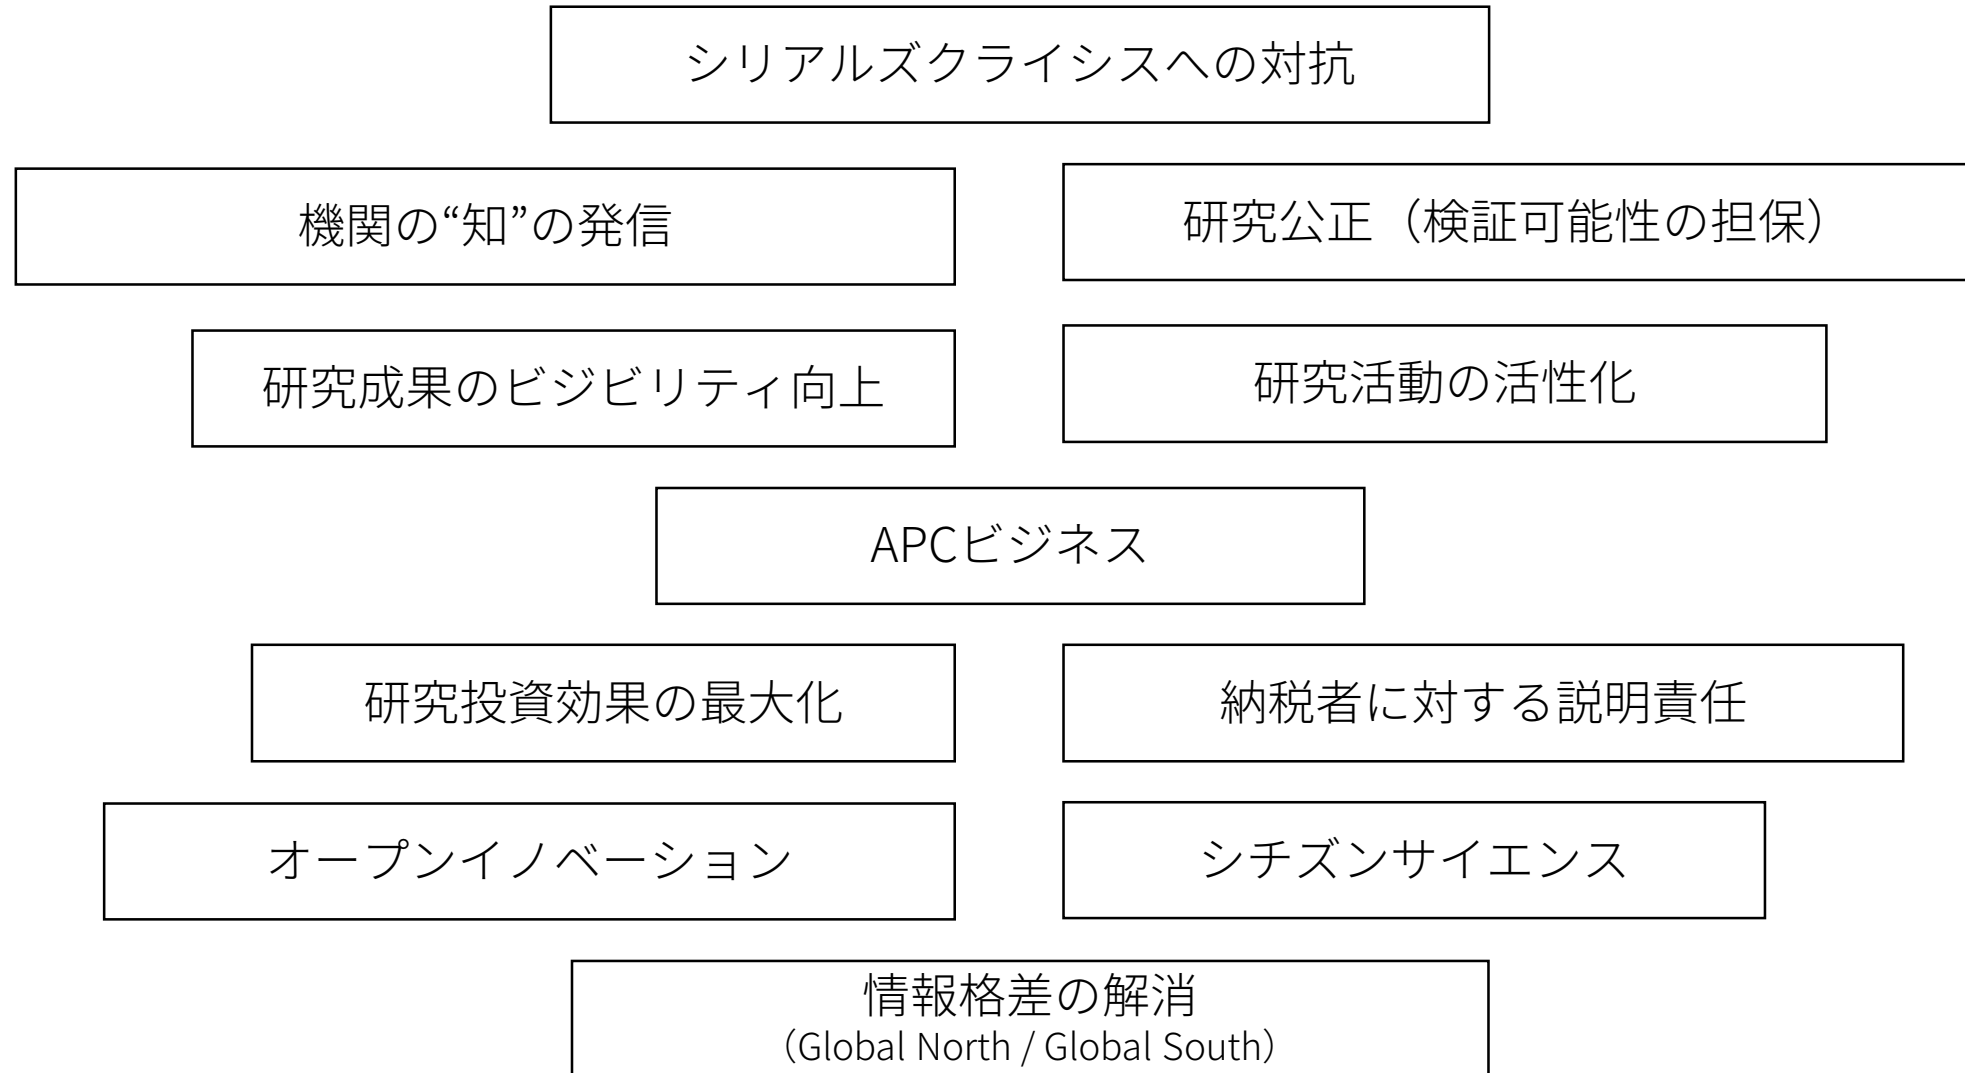 シリアルズクライシスへの対抗
機関の“知”の発信
研究公正（検証可能性の担保）
研究成果のビジビリティ向上
研究活動の活性化
APCビジネス
研究投資効果の最大化
納税者に対する説明責任
オープンイノベーション
シチズンサイエンス
情報格差の解消
（Global North / Global South）